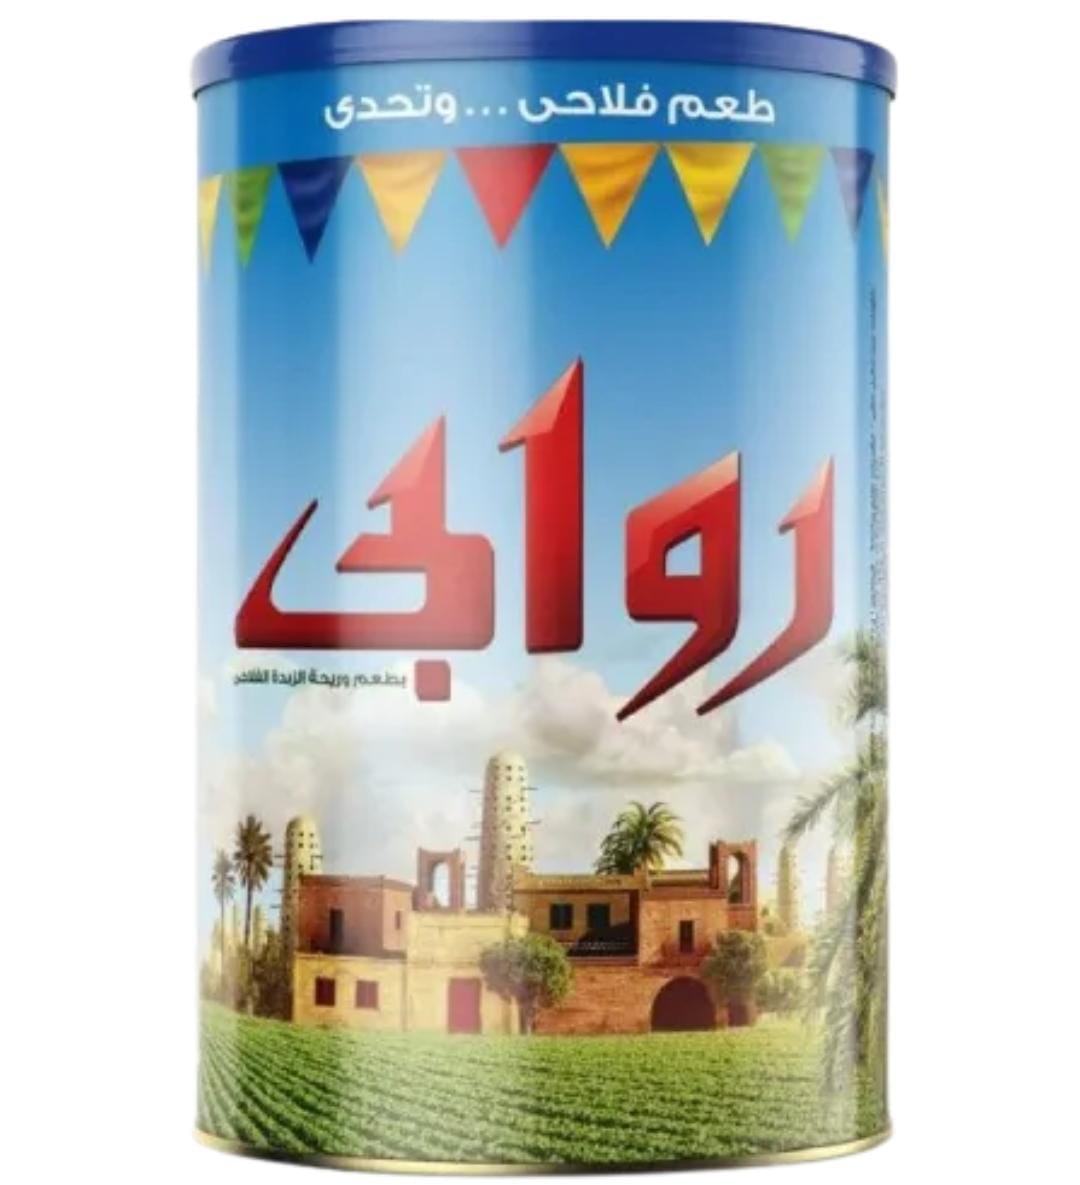 طعم فلاحى ... وتحدى
روابى
بطعم وريحة الزبدة الفلاحى